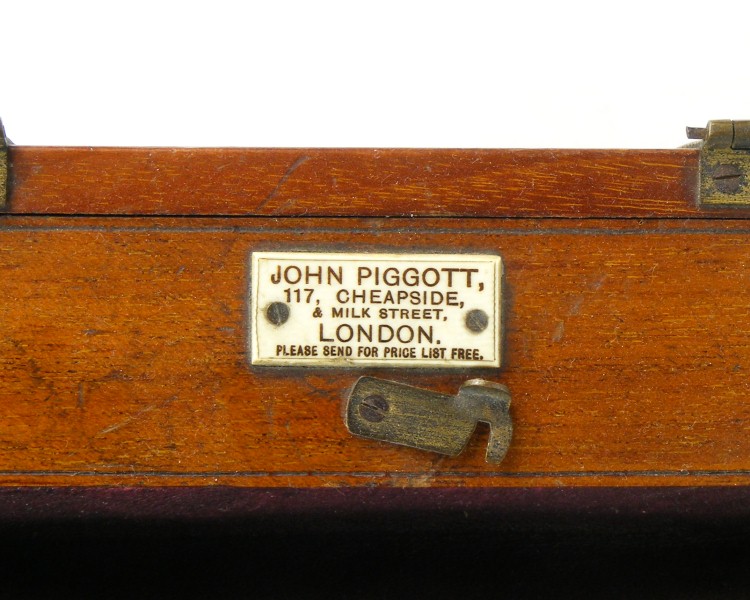 JOHN PIGGOTT,
117, CHEAPSIDE,
& MILK STREET,
LONDON.
PLEASE SEND FOR PRICE LIST FREE.